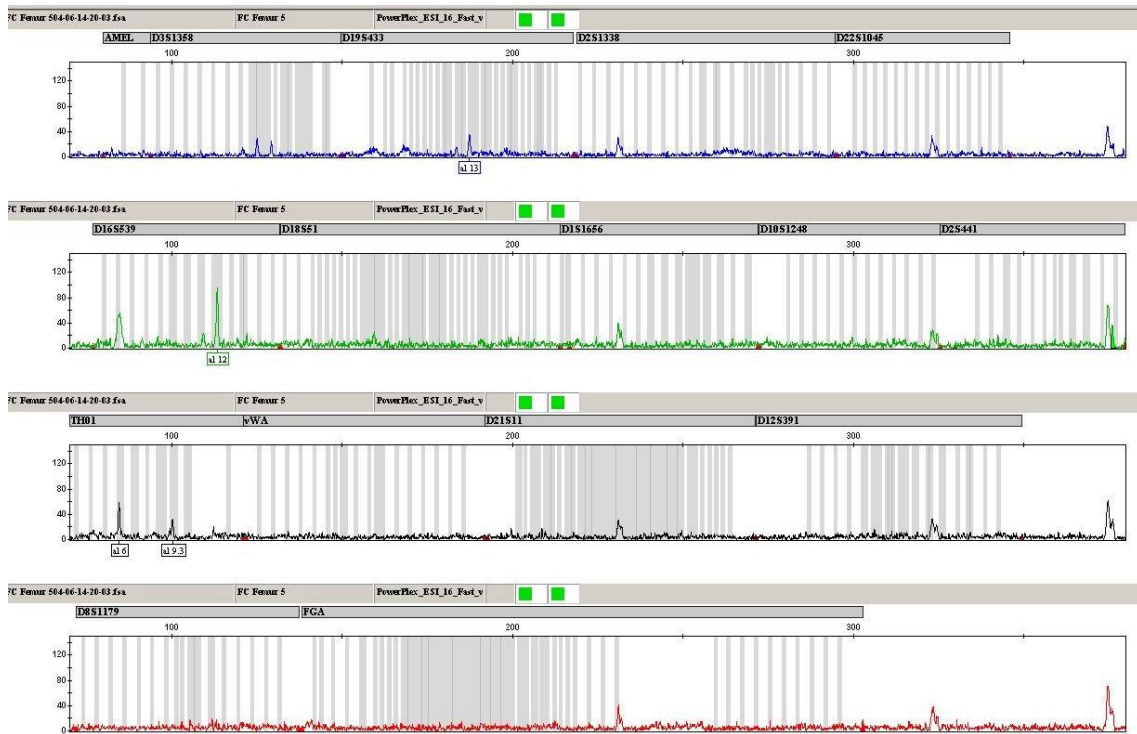 FC Femur 504-06-14-20-03.fsa FC Femur 5 PowerPlex_ESI_16_Fast_v
AMEL D3S1358 D19S433 D2S1338 D22S1045
100 200 300
120
80
40
0
al 13
FC Femur 504-06-14-20-03.fsa FC Femur 5 PowerPlex_ESI_16_Fast_v
D16S539 D18S51 D1S1656 D10S1248 D2S441
100 200 300
120
80
40
0
al 12
FC Femur 504-06-14-20-03.fsa FC Femur 5 PowerPlex_ESI_16_Fast_v
TH01 vWA D21S11 D12S391
100 200 300
120
80
40
0
al 6 al 9.3
FC Femur 504-06-14-20-03.fsa FC Femur 5 PowerPlex_ESI_16_Fast_v
D8S1179 FGA
100 200 300
120
80
40
0